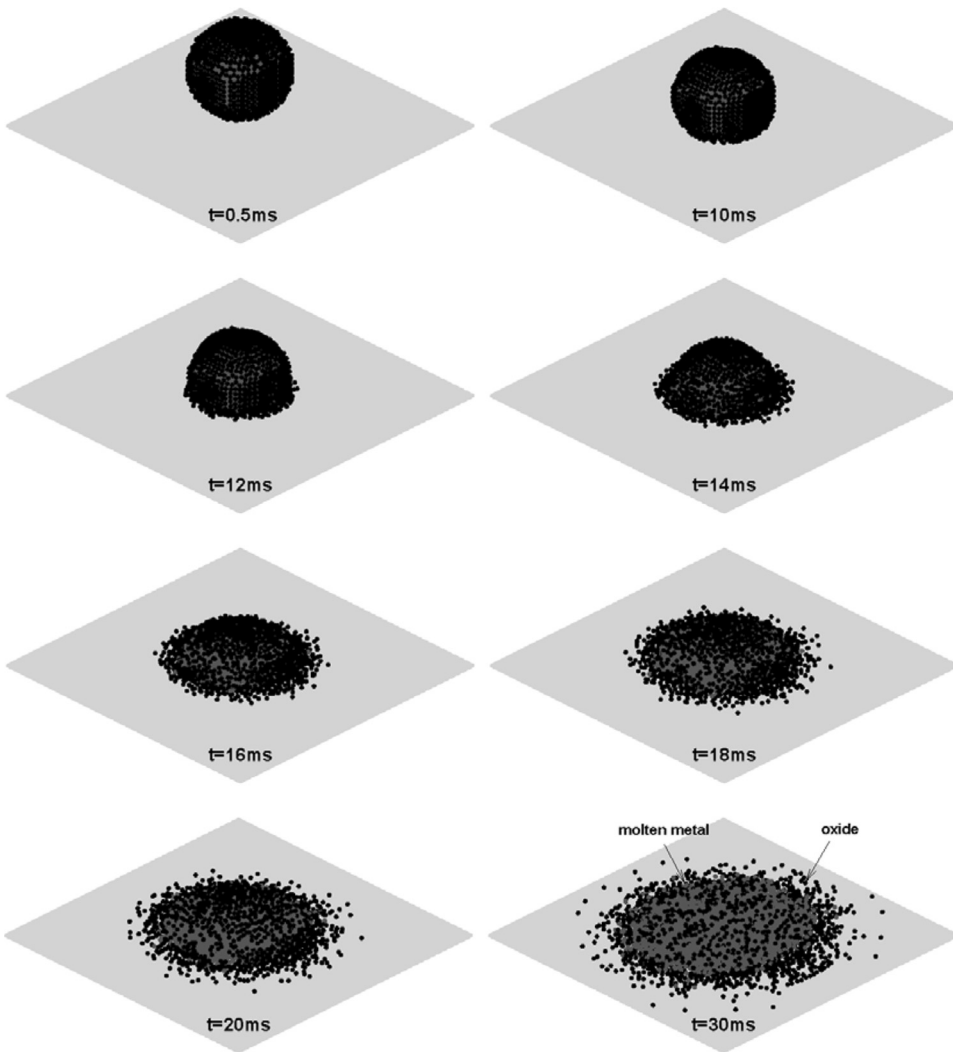 t=0.5ms
t=10ms
t=12ms
t=14ms
t=16ms
t=18ms
molten metal
oxide
t=20ms
t=30ms